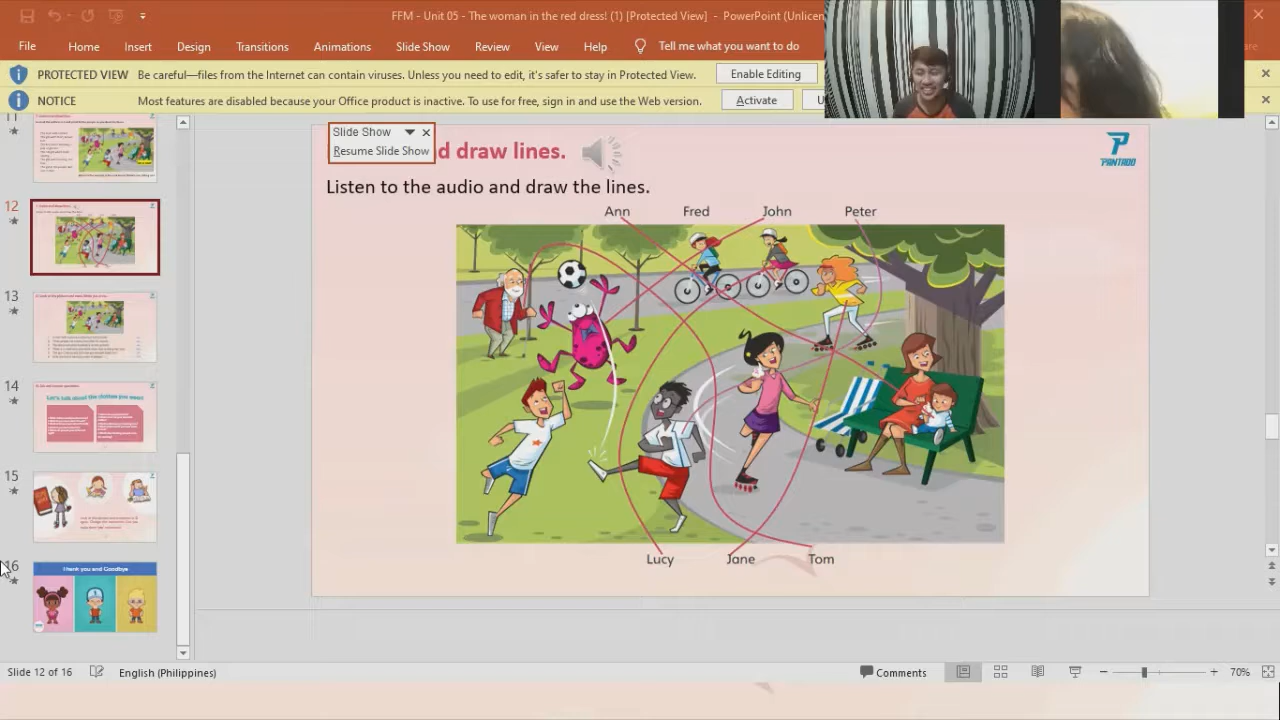 FFM - Unit 05 - The woman in the red dress! (1) [Protected View] - PowerPoint (Unlicen
File Home Insert Design Transitions Animations Slide Show Review View Help Tell me what you want to do
PROTECTED VIEW Be careful—files from the Internet can contain viruses. Unless you need to edit, it's safer to stay in Protected View. Enable Editing
NOTICE Most features are disabled because your Office product is inactive. To use for free, sign in and use the Web version. Activate
11
12
13
14
Let's talk about the clothes you wear!
15
16
Thank you and Goodbye
Slide Show
Resume Slide Show
d draw lines.
PANTADO
Listen to the audio and draw the lines.
Ann Fred John Peter
Lucy Jane Tom
Slide 12 of 16 English (Philippines) Comments 70%